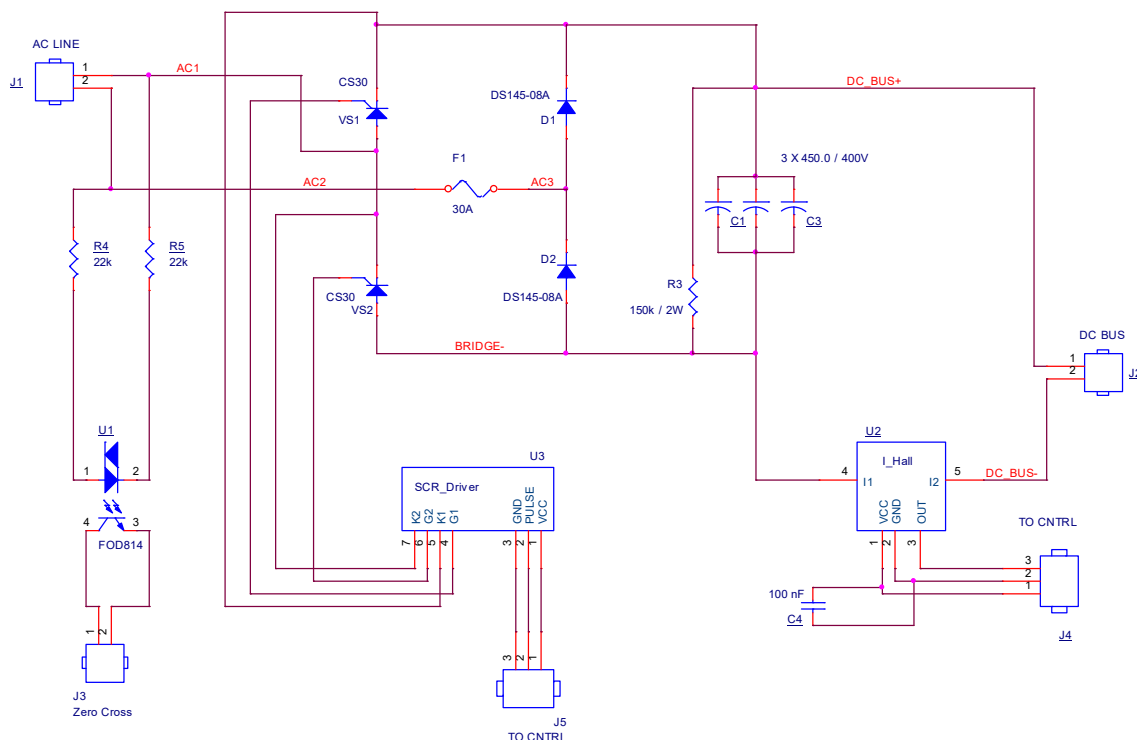 AC LINE
J1
1
2
AC1
CS30
VS1
DS145-08A
D1
DC_BUS+
3 X 450.0 / 400V
C1
C3
F1
30A
AC2
AC3
R4
22k
R5
22k
CS30
VS2
D2
DS145-08A
R3
150k / 2W
BRIDGE-
DC BUS
1
2
J2
U1
1
2
4
3
FOD814
U3
SCR_Driver
K2
G2
K1
G1
GND
PULSE
VCC
7
6
5
4
3
2
1
U2
I_Hall
4
I1
I2
5
DC_BUS-
VCC
GND
OUT
1
2
3
TO CNTRL
3
2
1
J4
100 nF
C4
1
2
J3
Zero Cross
3
2
1
J5
TO CNTRL